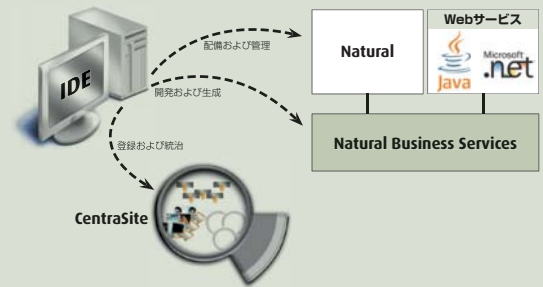 Webサービス
配備および管理
Natural
Java
Microsoft
.net
IDE
開発および生成
Natural Business Services
登録および統治
CentraSite